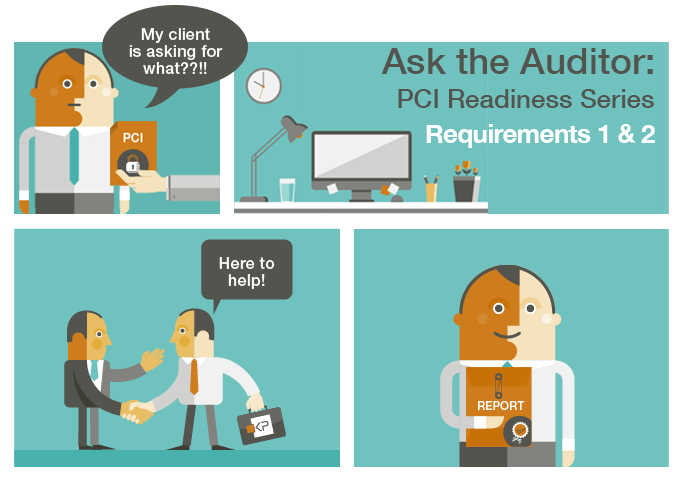 My client
is asking for
what??!!
PCI
Ask the Auditor:
PCI Readiness Series
Requirements 1 & 2
Here to
help!
KP
REPORT